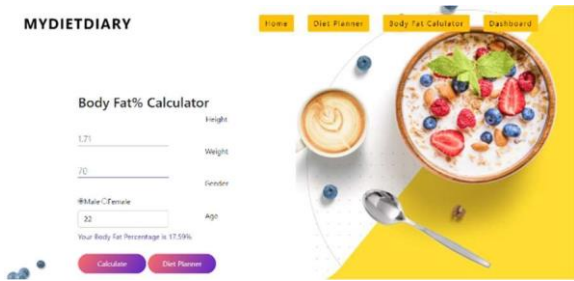 MYDIETDIARY
Home Diet Planner Body Fat Calulator Dashboard
Body Fat% Calculator
Height
1.71
Weight
70
Gender
Male Female
Age
22
Your Body Fat Percentage is 17.59%
Calculate Diet Planner